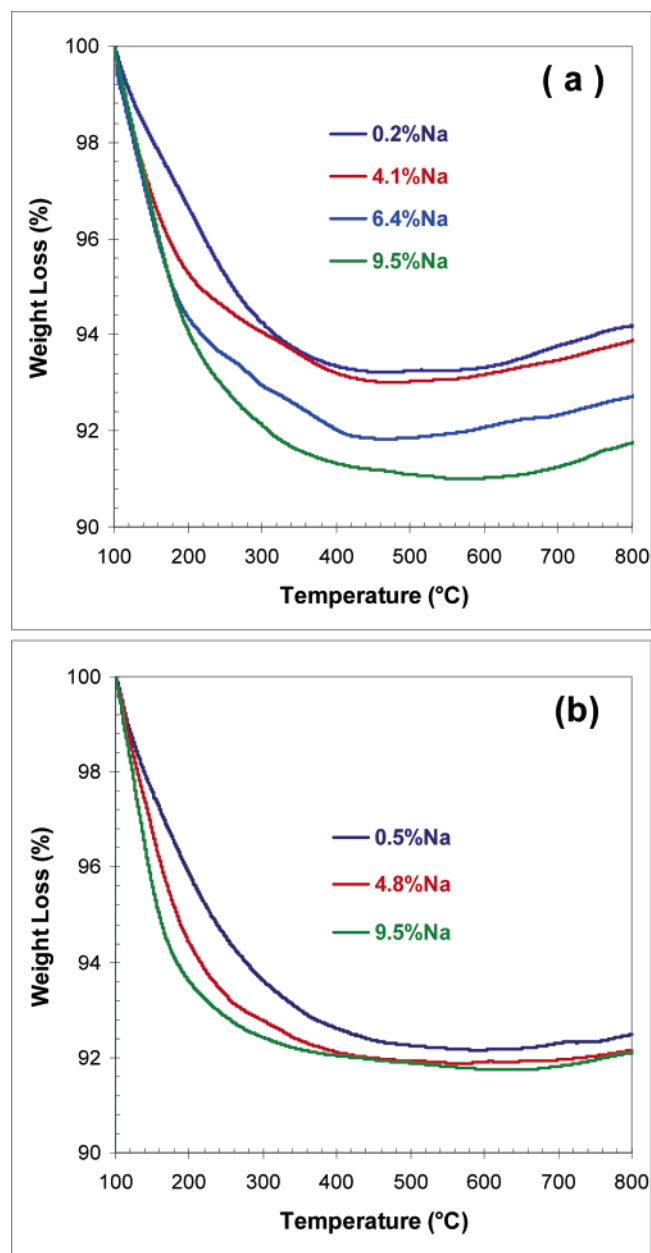 ( a )
100
98
96
94
92
90
Weight Loss (%)
0.2%Na
4.1%Na
6.4%Na
9.5%Na
100 200 300 400 500 600 700 800
Temperature (°C)
(b)
100
98
96
94
92
90
Weight Loss (%)
0.5%Na
4.8%Na
9.5%Na
100 200 300 400 500 600 700 800
Temperature (°C)